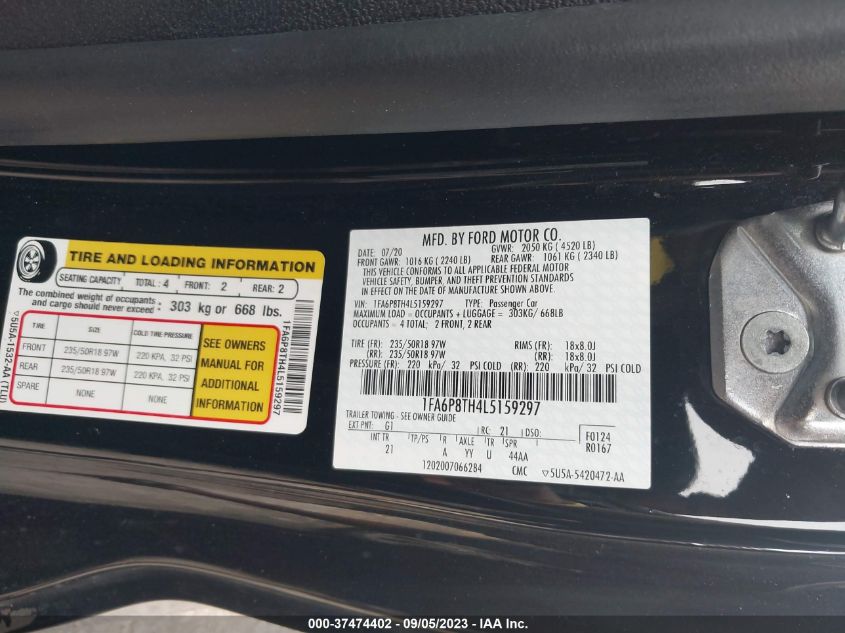 TIRE AND LOADING INFORMATION
SEATING CAPACITY TOTAL: 4 FRONT: 2 REAR: 2
The combined weight of occupants and cargo should never exceed : 303 kg or 668 lbs.
TIRE SIZE COLD TIRE PRESSURE
FRONT 235/50R18 97W 220 KPA, 32 PSI
REAR 235/50R18 97W 220 KPA, 32 PSI
SPARE NONE NONE
SEE OWNERS
MANUAL FOR
ADDITIONAL
INFORMATION
5U5A-1532-AA (TLU)
1FA6P8TH4L5159297
MFD. BY FORD MOTOR CO.
DATE: 07/20 GVWR: 2050 KG ( 4520 LB)
FRONT GAWR: 1016 KG ( 2240 LB) REAR GAWR: 1061 KG ( 2340 LB)
THIS VEHICLE CONFORMS TO ALL APPLICABLE FEDERAL MOTOR
VEHICLE SAFETY, BUMPER, AND THEFT PREVENTION STANDARDS
IN EFFECT ON THE DATE OF MANUFACTURE SHOWN ABOVE.
VIN: 1FA6P8TH4L5159297 TYPE: Passenger Car
MAXIMUM LOAD = OCCUPANTS + LUGGAGE = 303KG/ 668LB
OCCUPANTS = 4 TOTAL; 2 FRONT, 2 REAR
TIRE (FR): 235/50R18 97W RIMS (FR): 18x8.0J
(RR): 235/50R18 97W (RR): 18x8.0J
PRESSURE (FR): 220 kPa/ 32 PSI COLD (RR): 220 kPa/ 32 PSI COLD
1FA6P8TH4L5159297
TRAILER TOWING - SEE OWNER GUIDE
EXT PNT: G1 RC: 21 DSO: F0124
INT TR TP/PS R AXLE TR SPR R0167
21 A YY U 44AA
1202007066284 CMC 5U5A-5420472-AA
000-37474402 - 09/05/2023 - IAA Inc.